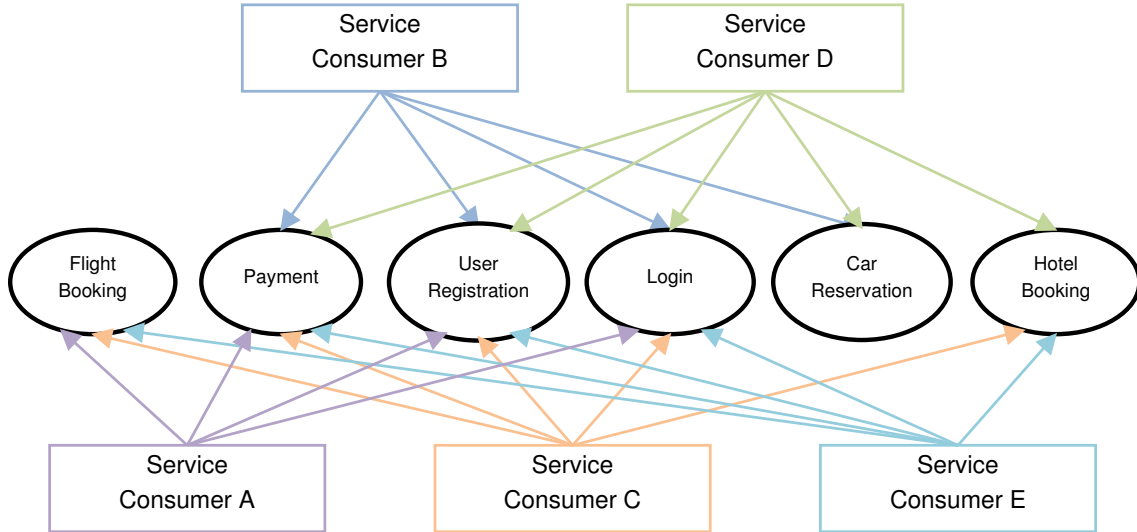 Service
Consumer B
Service
Consumer D
Flight
Booking
Payment
User
Registration
Login
Car
Reservation
Hotel
Booking
Service
Consumer A
Service
Consumer C
Service
Consumer E